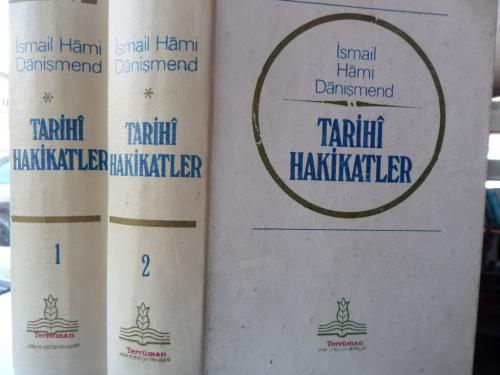 İsmail Hâmi
Dânişmend
*
TARİHÎ
HAKİKATLER
1
Tercüman
İsmail Hâmi
Dânişmend
*
TARİHÎ
HAKİKATLER
2
Tercüman
İsmail
Hâmi
Dânişmend
TARİHÎ
HAKİKATLER
Tercüman